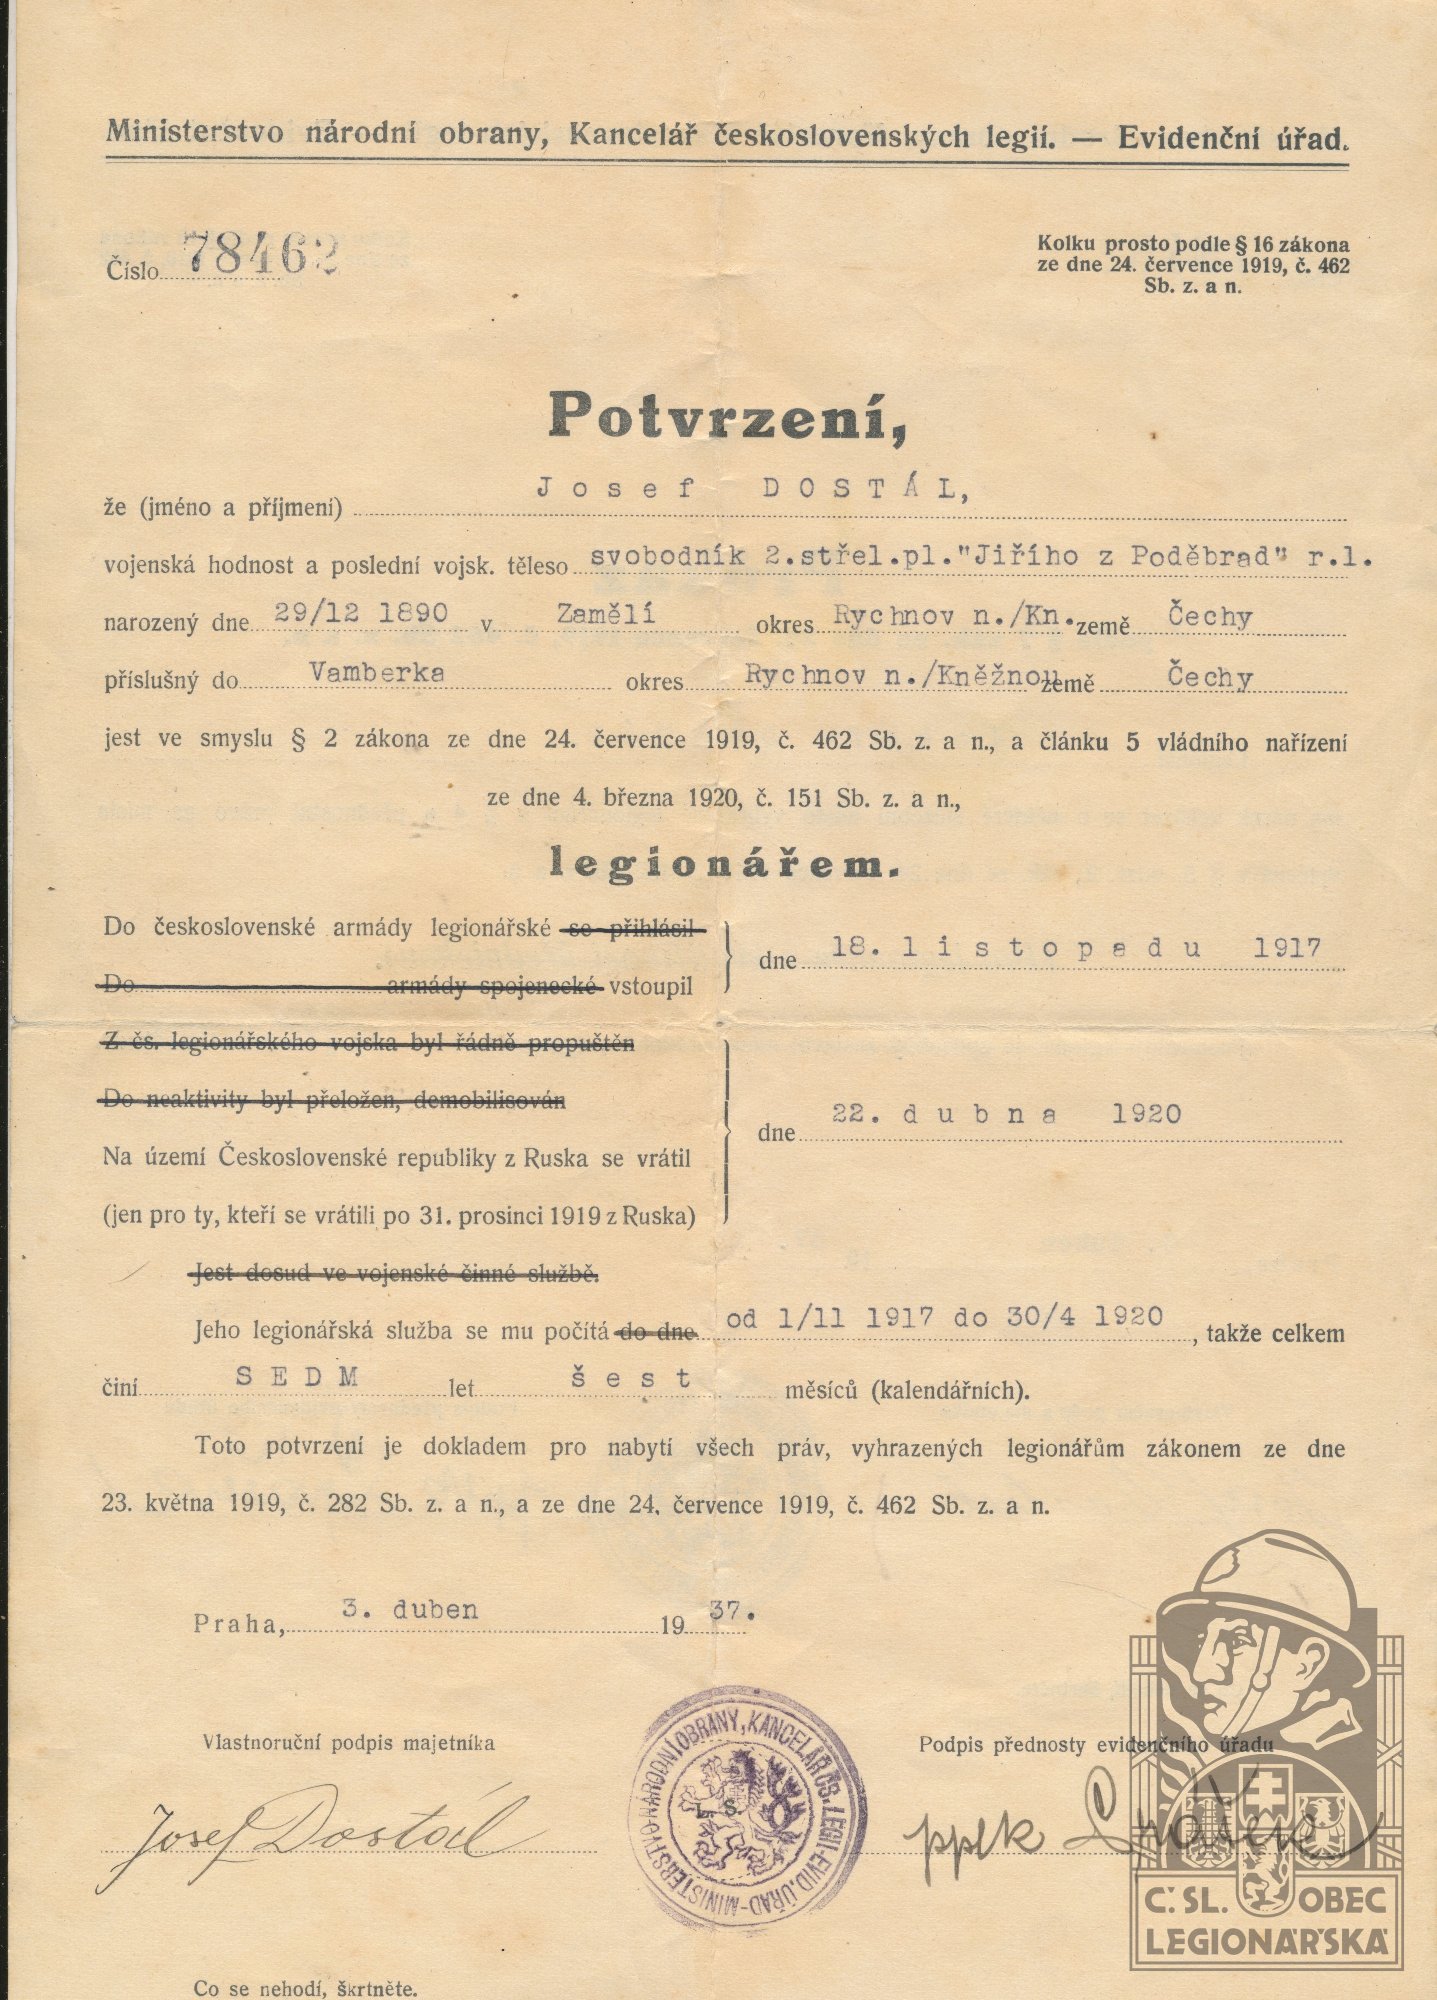 Ministerstvo národní obrany, Kancelář československých legií. — Evidenční úřad.
Číslo 78462
Kolku prosto podle § 16 zákona
ze dne 24. července 1919, č. 462
Sb. z. a n.
Potvrzení,
že (jméno a příjmení) Josef DOSTÁL,
vojenská hodnost a poslední vojsk. těleso svobodník 2.střel.pl."Jiřího z Poděbrad" r.l.
narozený dne 29/12 1890 v Zamělí okres Rychnov n./Kn. země Čechy
příslušný do Vamberka okres Rychnov n./Kněžnou země Čechy
jest ve smyslu § 2 zákona ze dne 24. července 1919, č. 462 Sb. z. a n., a článku 5 vládního nařízení
ze dne 4. března 1920, č. 151 Sb. z. a n.,
legionářem.
Do československé armády legionářské se přihlásil
Do armády spojenecké vstoupil
dne 18. listopadu 1917
Z čs. legionářského vojska byl řádně propuštěn
Do neaktivity byl přeložen, demobilisován
Na území Československé republiky z Ruska se vrátil
(jen pro ty, kteří se vrátili po 31. prosinci 1919 z Ruska)
dne 22. dubna 1920
Jest dosud ve vojenské činné službě.
Jeho legionářská služba se mu počítá do dne od 1/11 1917 do 30/4 1920, takže celkem
činí SEDM let šest měsíců (kalendářních).
Toto potvrzení je dokladem pro nabytí všech práv, vyhrazených legionářům zákonem ze dne
23. května 1919, č. 282 Sb. z. a n., a ze dne 24. července 1919, č. 462 Sb. z. a n.
Praha, 3. duben 1937.
Vlastnoruční podpis majetníka
Podpis přednosty evidenčního úřadu
Josef Dostál
MINISTERSTVO NÁRODNÍ OBRANY, KANCELÁŘ ČS. LEGIÍ-EVID. ÚŘAD-
L. S.
pplk
Č.SL. OBEC
LEGIONÁŘSKÁ
Co se nehodí, škrtněte.